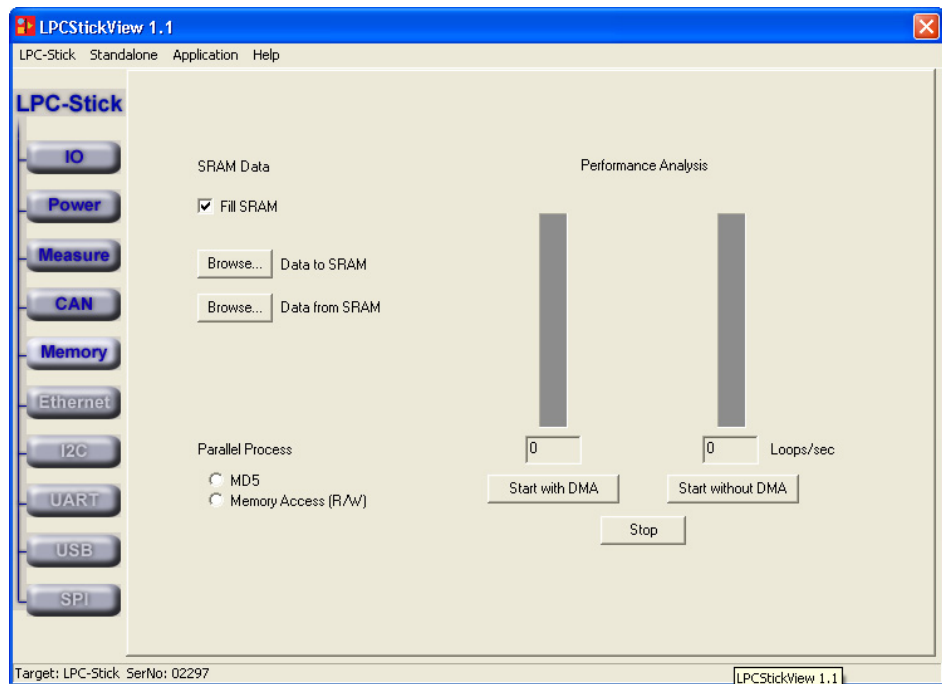 LPCStickView 1.1
LPC-Stick Standalone Application Help
LPC-Stick
IO
Power
Measure
CAN
Memory
Ethernet
I2C
UART
USB
SPI
SRAM Data
Fill SRAM
Browse... Data to SRAM
Browse... Data from SRAM
Parallel Process
MD5
Memory Access (R/W)
Performance Analysis
0 0 Loops/sec
Start with DMA Start without DMA
Stop
Target: LPC-Stick SerNo: 02297
LPCStickView 1.1